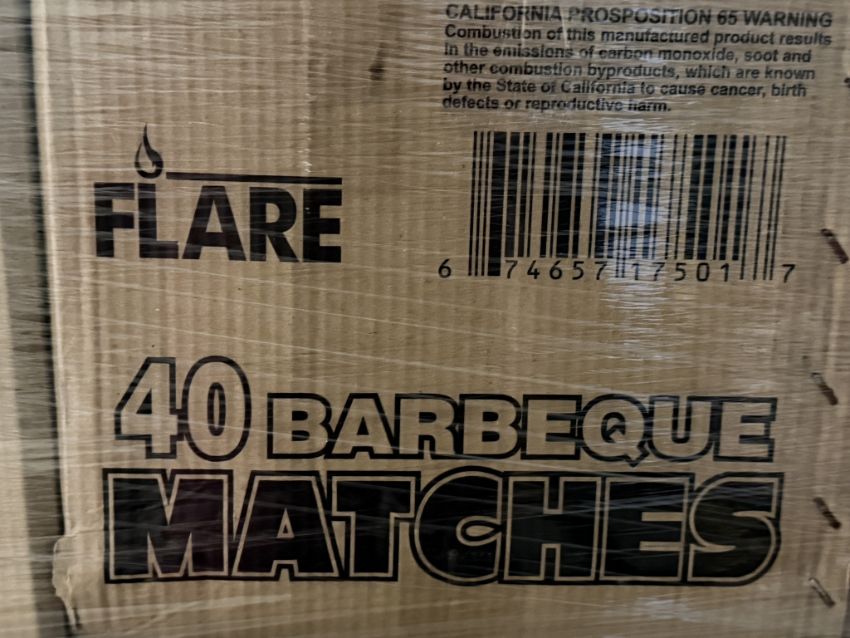 CALIFORNIA PROSPOSITION 65 WARNING
Combustion of this manufactured product results
in the emissions of carbon monoxide, soot and
other combustion byproducts, which are known
by the State of California to cause cancer, birth
defects or reproductive harm.
FLARE
6 74657 17501 7
40 BARBEQUE
MATCHES